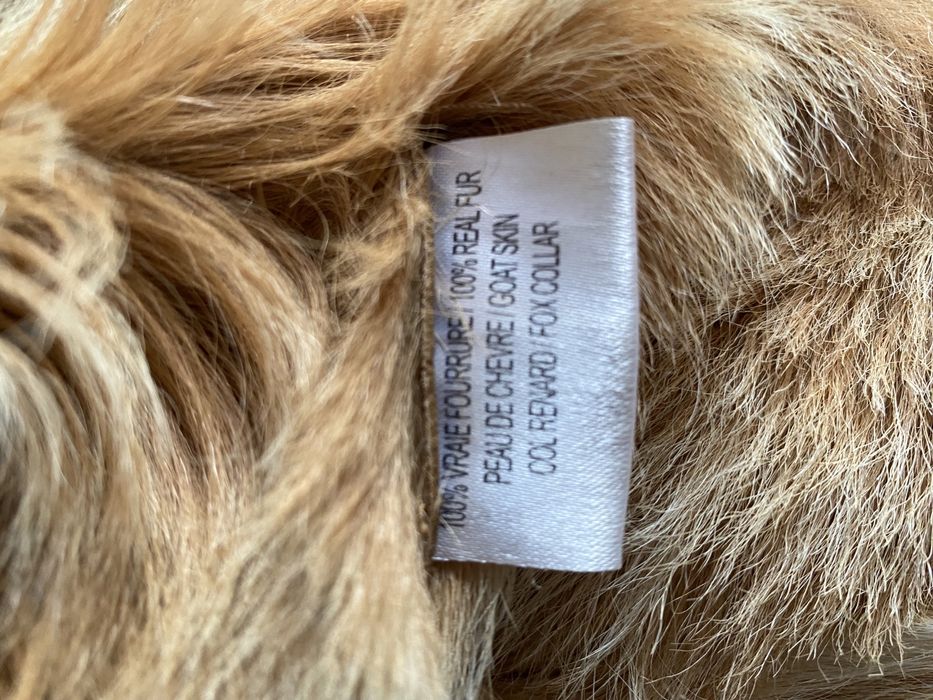 100% VRAIE FOURRURE / 100% REAL FUR
PEAU DE CHEVRE / GOAT SKIN
COL RENARD / FOX COLLAR